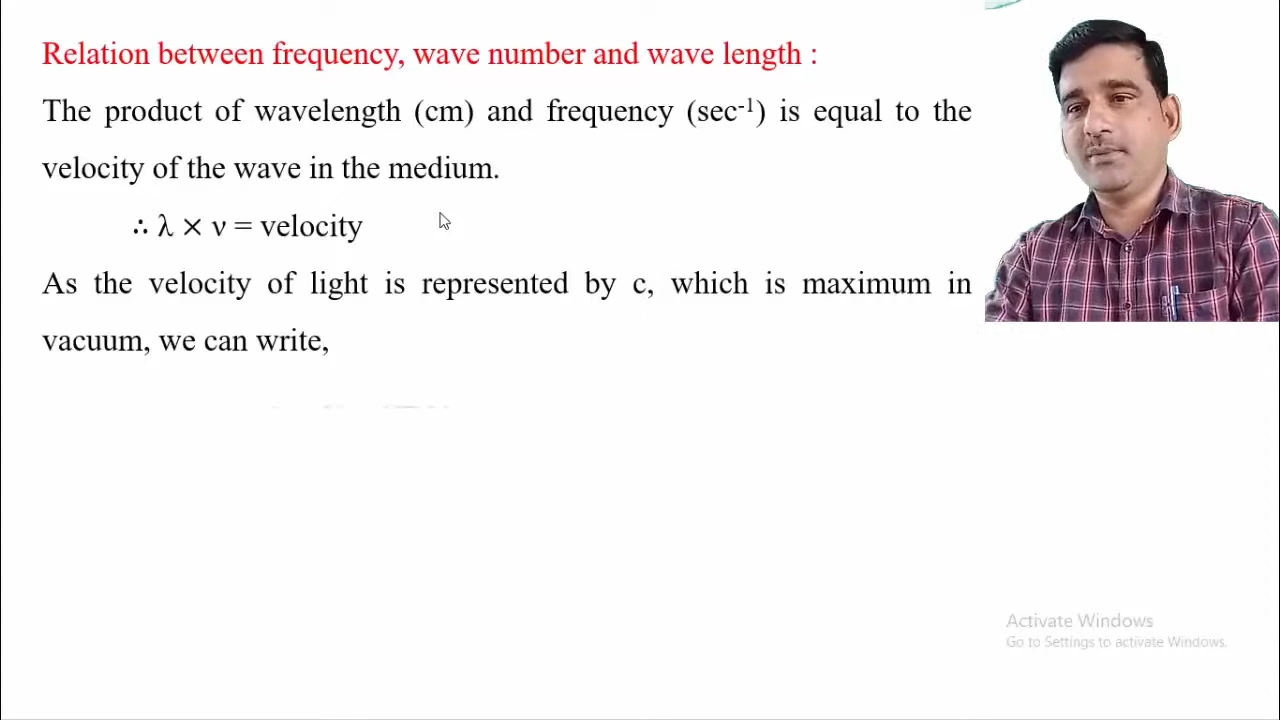 Relation between frequency, wave number and wave length :
The product of wavelength (cm) and frequency (sec⁻¹) is equal to the
velocity of the wave in the medium.
∴ λ × ν = velocity
As the velocity of light is represented by c, which is maximum in
vacuum, we can write,
Activate Windows
Go to Settings to activate Windows.